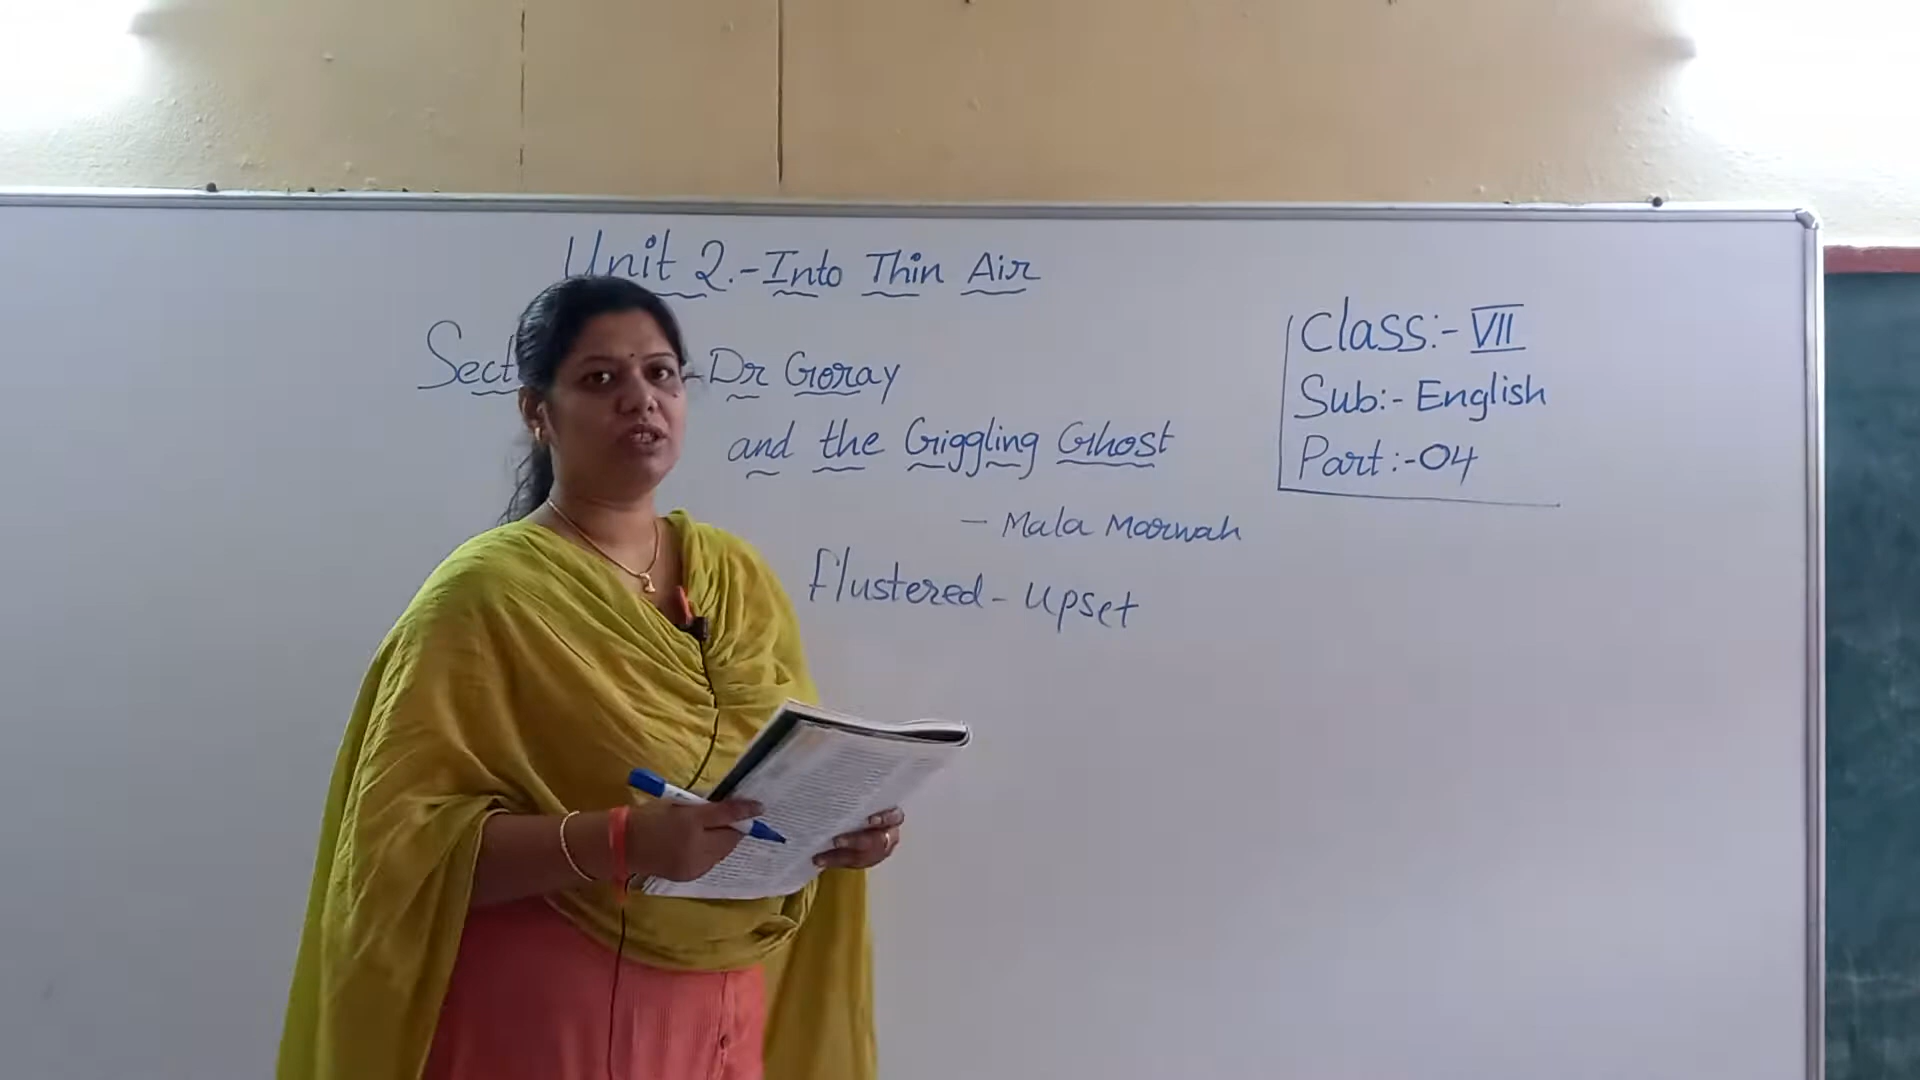 Unit 2.-Into Thin Air
Sect -Dr Goray
and the Giggling Ghost
- Mala Marwah
flustered - upset
Class:- VII
Sub:- English
Part:-04